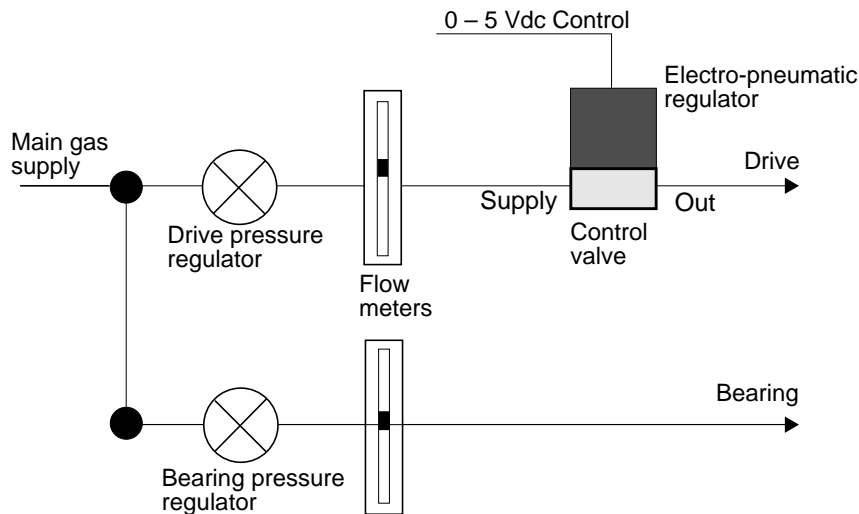 0 – 5 Vdc Control
Electro-pneumatic
regulator
Main gas
supply
Drive
Supply
Out
Drive pressure
regulator
Control
valve
Flow
meters
Bearing
Bearing pressure
regulator